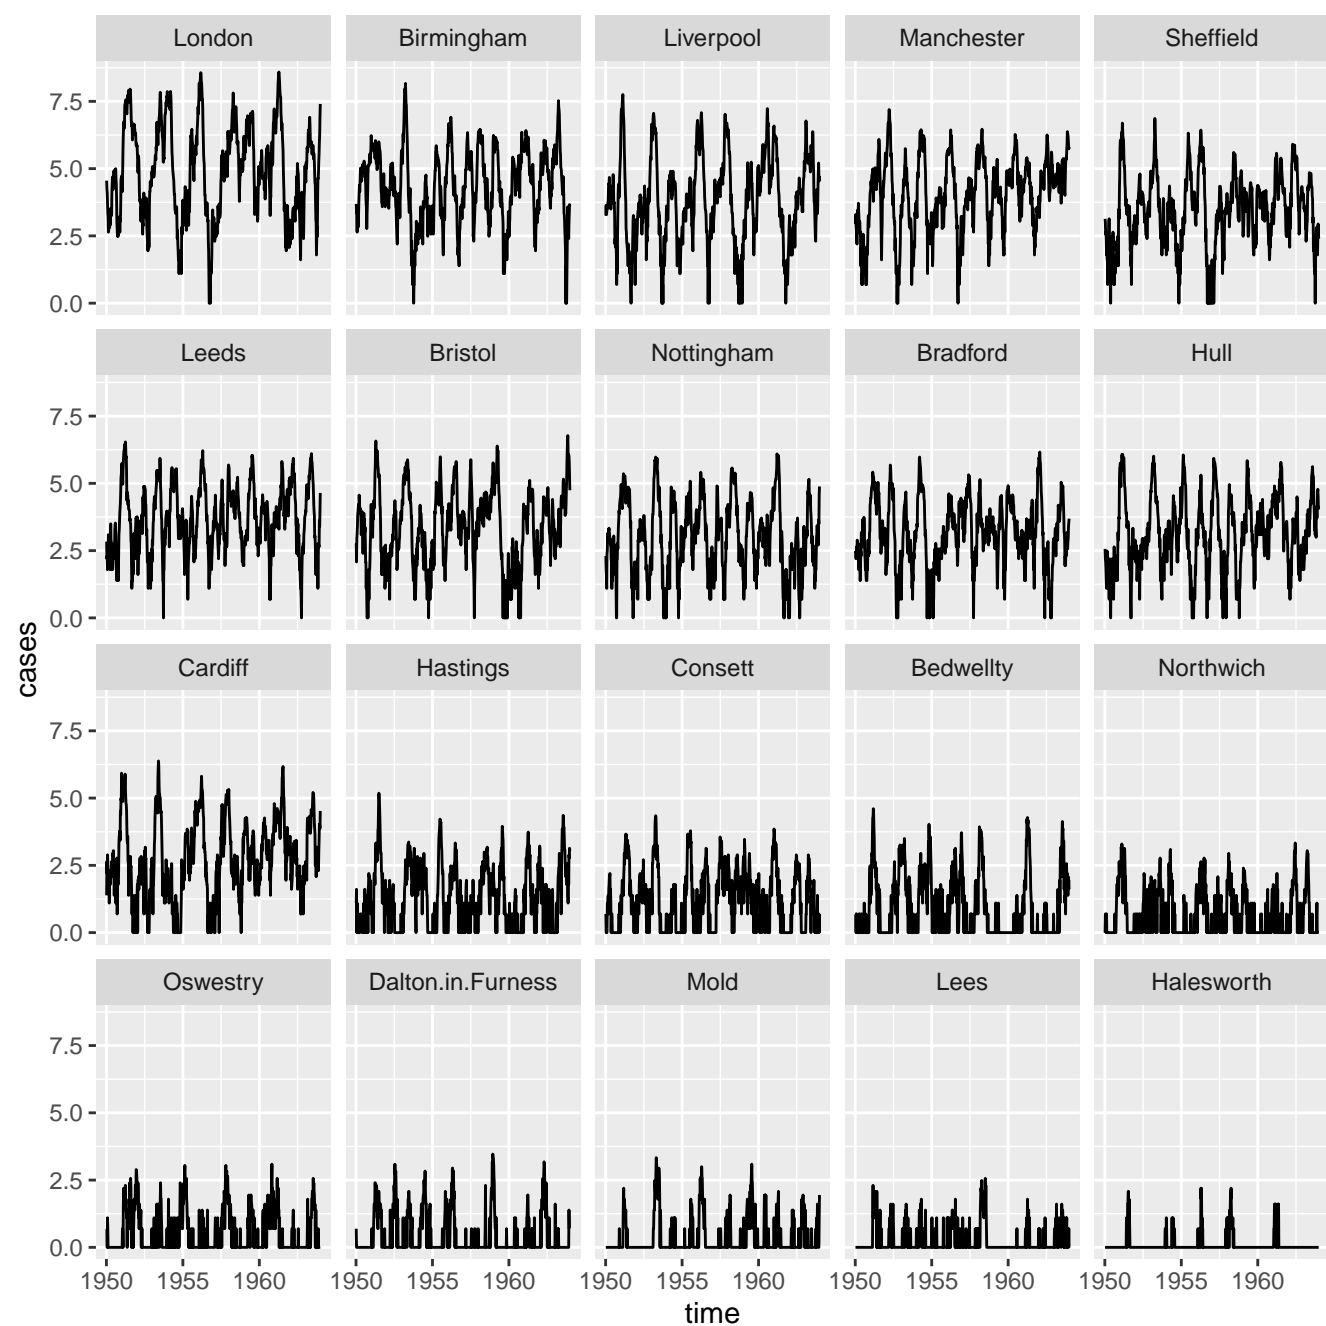 London Birmingham Liverpool Manchester Sheffield
7.5
5.0
2.5
0.0
Leeds Bristol Nottingham Bradford Hull
7.5
5.0
2.5
0.0
cases
Cardiff Hastings Consett Bedwellty Northwich
7.5
5.0
2.5
0.0
Oswestry Dalton.in.Furness Mold Lees Halesworth
7.5
5.0
2.5
0.0
1950 1955 1960 1950 1955 1960 1950 1955 1960 1950 1955 1960 1950 1955 1960
time